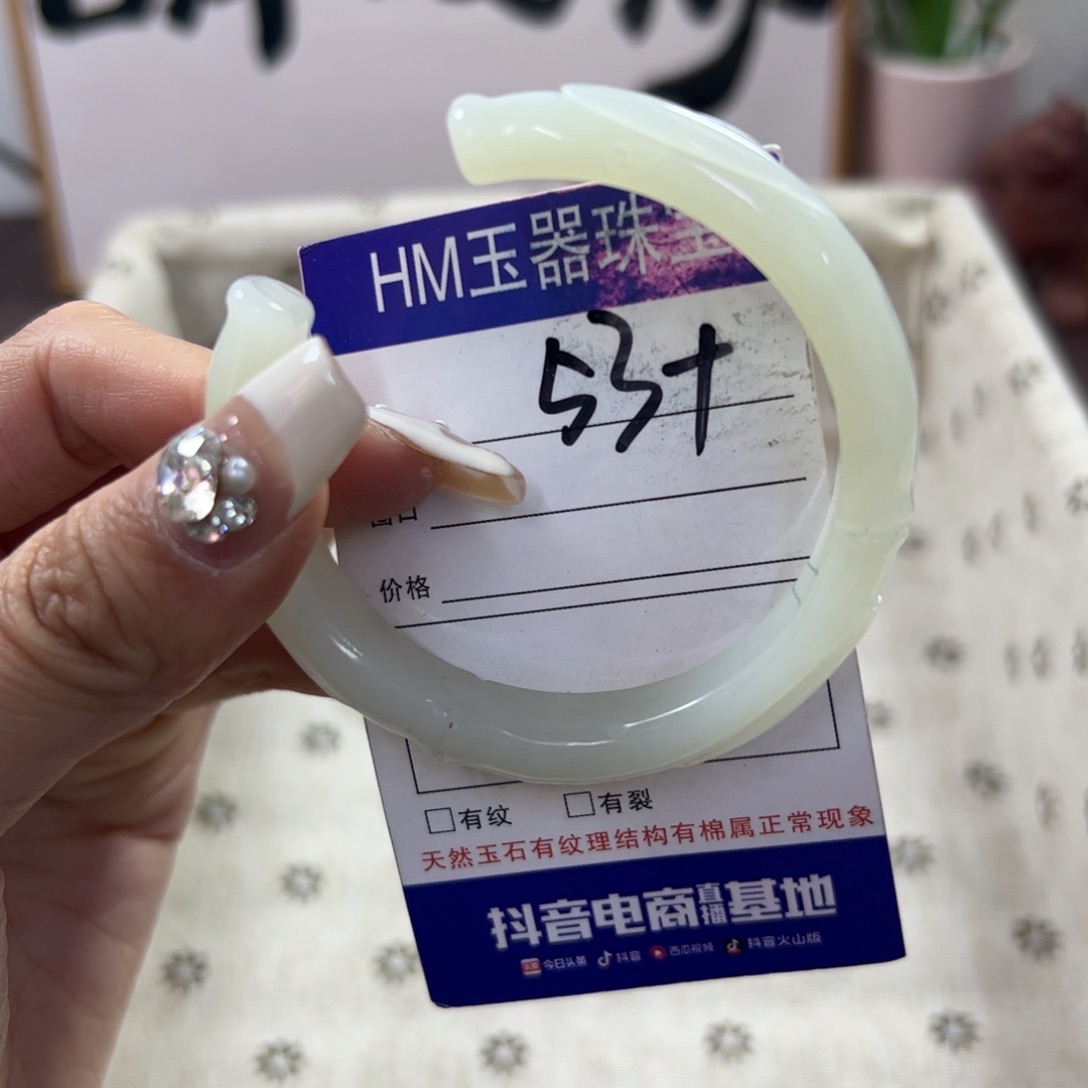 HM玉器珠宝
53+
价格
有纹 有裂
天然玉石有纹理结构有棉属正常现象
抖音电商直播基地
头条 今日头条 抖音 西瓜视频 抖音火山版